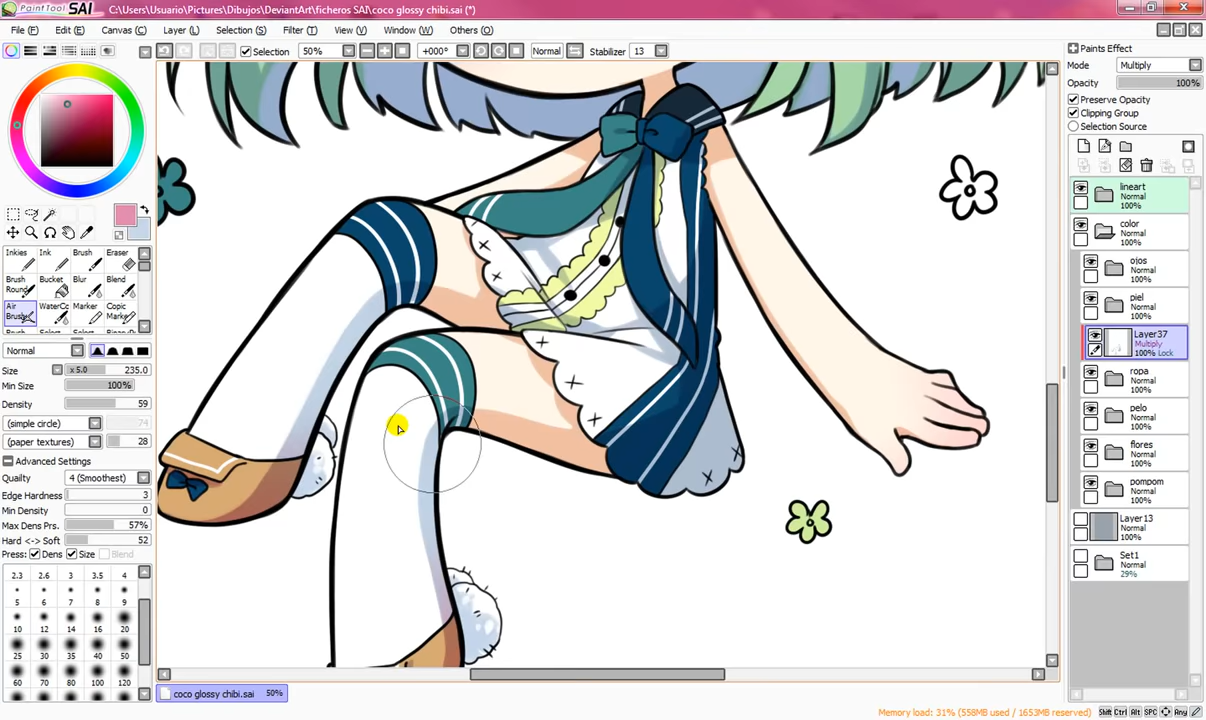 PaintTool SAI C:\Users\Usuario\Pictures\Dibujos\DeviantArt\ficheros SAI\coco glossy chibi.sai (*)
File (F) Edit (E) Canvas (C) Layer (L) Selection (S) Filter (T) View (V) Window (W) Others (O)
Selection 50% +000° Normal Stabilizer 13
Paints Effect
Mode Multiply
Opacity 100%
Preserve Opacity
Clipping Group
Selection Source
lineart
Normal
100%
color
Normal
100%
ojos
Normal
100%
piel
Normal
100%
Layer37
Multiply
100% Lock
ropa
Normal
100%
pelo
Normal
100%
flores
Normal
100%
pompom
Normal
100%
Layer13
Normal
100%
Set1
Normal
29%
Inkies Ink Brush Eraser
Brush Round Bucket Blur Blend
Air Brush WaterCo Marker Copic Marker
Normal
Size x 5.0 235.0
Min Size 100%
Density 59
(simple circle) 74
(paper textures) 28
Advanced Settings
Quailty 4 (Smoothest)
Edge Hardness 3
Min Density 0
Max Dens Prs. 57%
Hard <-> Soft 52
Press: Dens Size Blend
2.3 2.6 3 3.5 4
5 6 7 8 9
10 12 14 16 20
25 30 35 40 50
60 70 80 100 120
coco glossy chibi.sai 50%
Memory load: 31% (558MB used / 1653MB reserved) Shift Ctrl Alt SPC Any